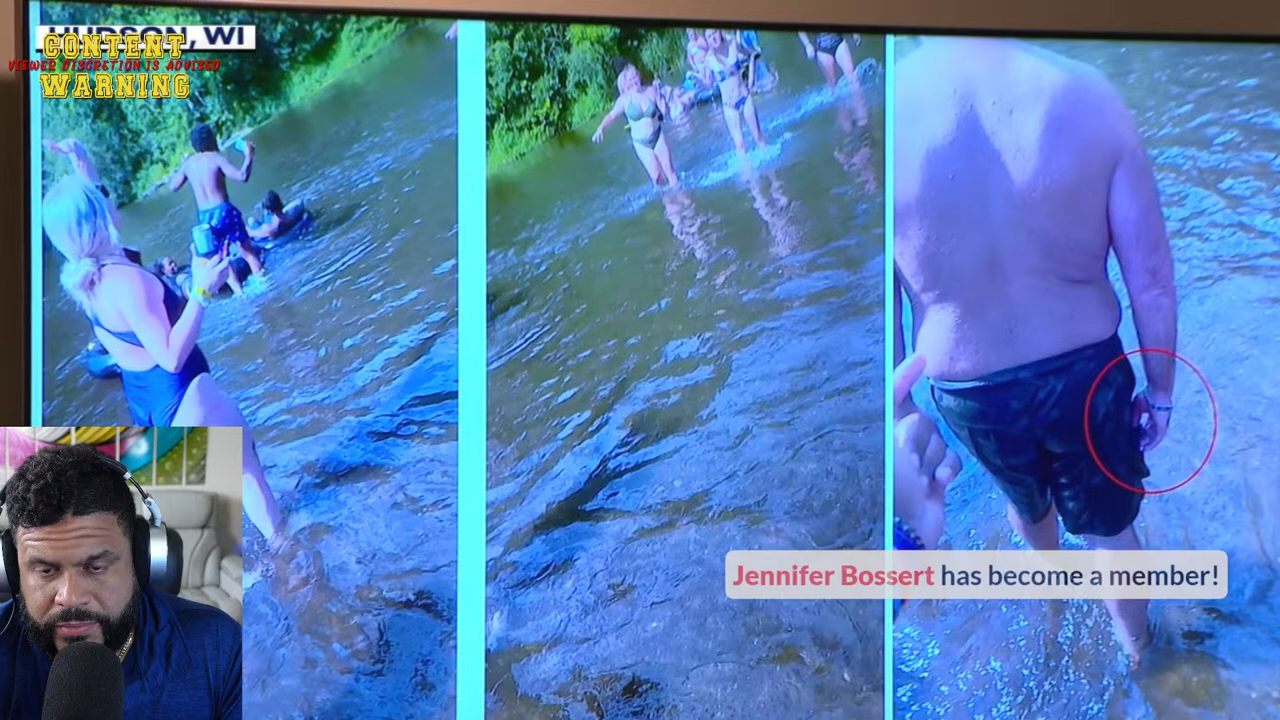 HUDSON, WI
CONTENT
VIEWER DISCRETION IS ADVISED
WARNING
Jennifer Bossert has become a member!